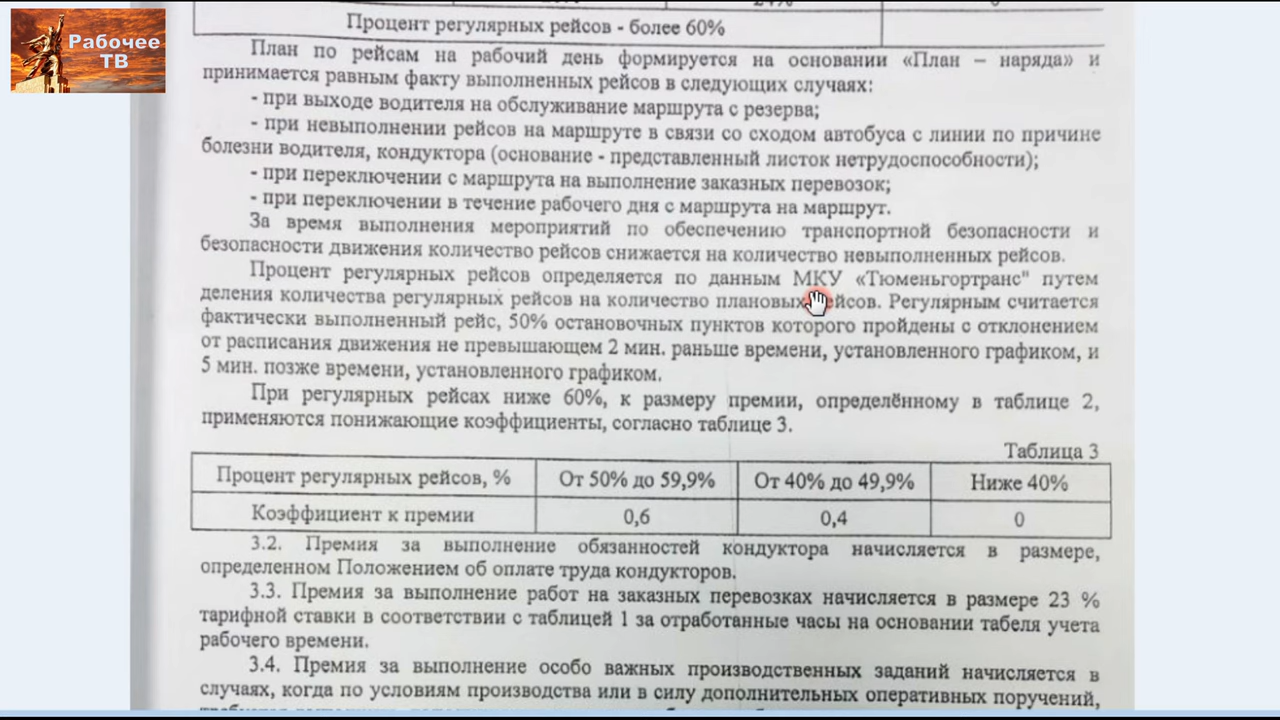 Рабочее
ТВ
24%
Процент регулярных рейсов - более 60%
План по рейсам на рабочий день формируется на основании «План – наряда» и
принимается равным факту выполненных рейсов в следующих случаях:
- при выходе водителя на обслуживание маршрута с резерва;
- при невыполнении рейсов на маршруте в связи со сходом автобуса с линии по причине
болезни водителя, кондуктора (основание - представленный листок нетрудоспособности);
- при переключении с маршрута на выполнение заказных перевозок;
- при переключении в течение рабочего дня с маршрута на маршрут.
За время выполнения мероприятий по обеспечению транспортной безопасности и
безопасности движения количество рейсов снижается на количество невыполненных рейсов.
Процент регулярных рейсов определяется по данным МКУ «Тюменьгортранс" путем
деления количества регулярных рейсов на количество плановых рейсов. Регулярным считается
фактически выполненный рейс, 50% остановочных пунктов которого пройдены с отклонением
от расписания движения не превышающем 2 мин. раньше времени, установленного графиком, и
5 мин. позже времени, установленного графиком.
При регулярных рейсах ниже 60%, к размеру премии, определённому в таблице 2,
применяются понижающие коэффициенты, согласно таблице 3.
Таблица 3
Процент регулярных рейсов, % От 50% до 59,9% От 40% до 49,9% Ниже 40%
Коэффициент к премии 0,6 0,4 0
3.2. Премия за выполнение обязанностей кондуктора начисляется в размере,
определенном Положением об оплате труда кондукторов.
3.3. Премия за выполнение работ на заказных перевозках начисляется в размере 23 %
тарифной ставки в соответствии с таблицей 1 за отработанные часы на основании табеля учета
рабочего времени.
3.4. Премия за выполнение особо важных производственных заданий начисляется в
случаях, когда по условиям производства или в силу дополнительных оперативных поручений,